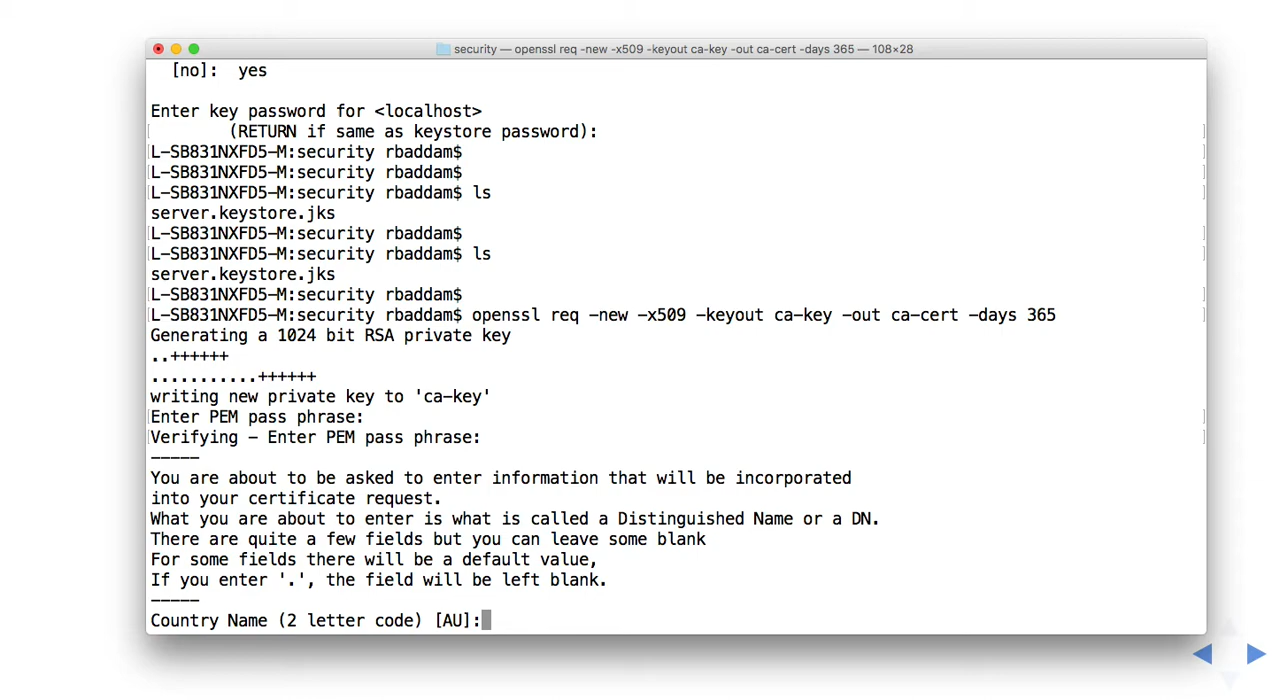 security — openssl req -new -x509 -keyout ca-key -out ca-cert -days 365 — 108×28
[no]:  yes
Enter key password for <localhost>
(RETURN if same as keystore password):
L-SB831NXFD5-M:security rbaddam$
L-SB831NXFD5-M:security rbaddam$
L-SB831NXFD5-M:security rbaddam$ ls
server.keystore.jks
L-SB831NXFD5-M:security rbaddam$
L-SB831NXFD5-M:security rbaddam$ ls
server.keystore.jks
L-SB831NXFD5-M:security rbaddam$
L-SB831NXFD5-M:security rbaddam$ openssl req -new -x509 -keyout ca-key -out ca-cert -days 365
Generating a 1024 bit RSA private key
..++++++
...........++++++
writing new private key to 'ca-key'
Enter PEM pass phrase:
Verifying - Enter PEM pass phrase:
-----
You are about to be asked to enter information that will be incorporated
into your certificate request.
What you are about to enter is what is called a Distinguished Name or a DN.
There are quite a few fields but you can leave some blank
For some fields there will be a default value,
If you enter '.', the field will be left blank.
-----
Country Name (2 letter code) [AU]: